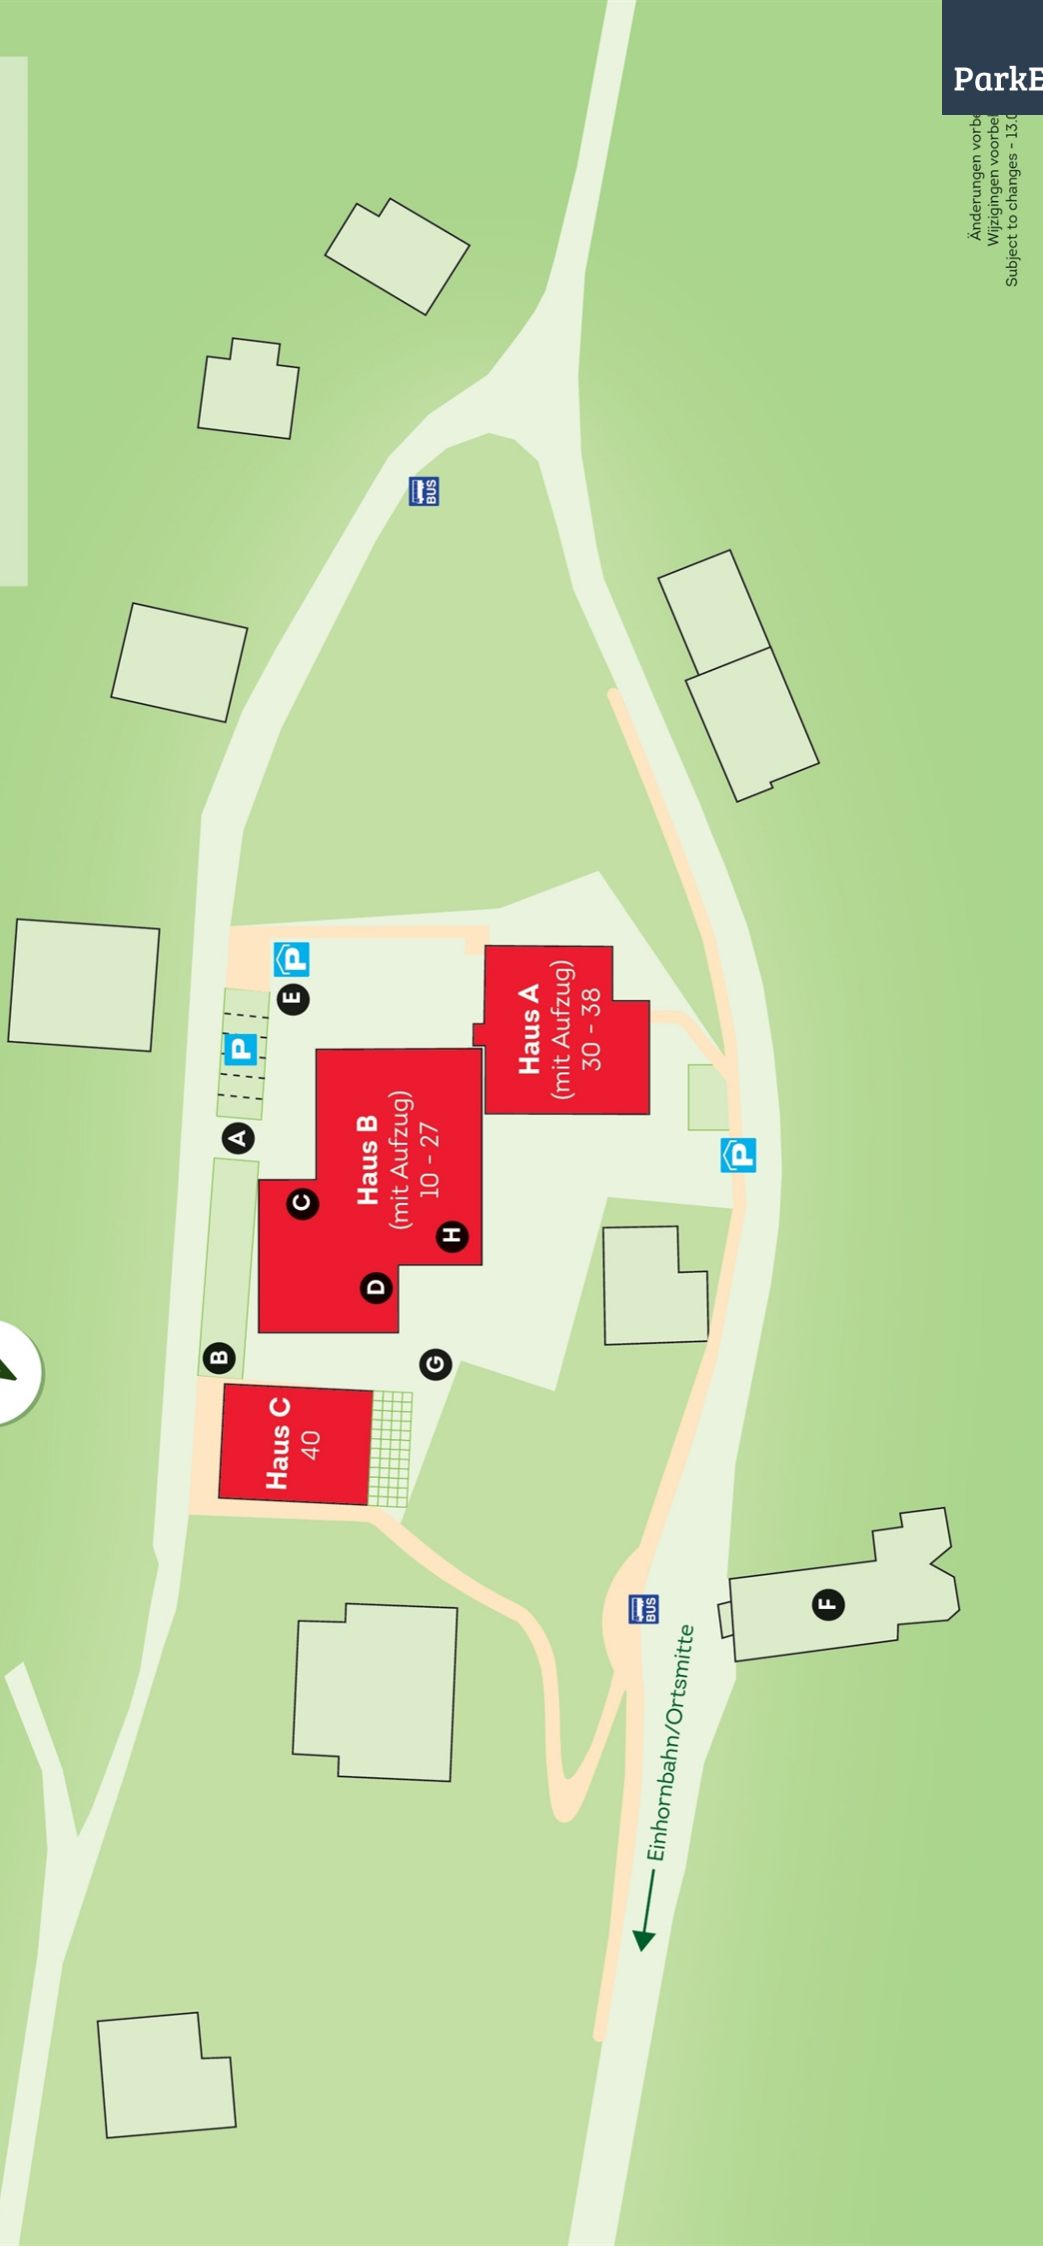 ParkE
Änderungen vorbe
Wijzigingen voorbe
Subject to changes - 13.0
BUS
P
E
P
A
Haus A
(mit Aufzug)
30 - 38
Haus B
(mit Aufzug)
10 - 27
C
H
D
P
B
G
Haus C
40
BUS
F
Einhornbahn/Ortsmitte